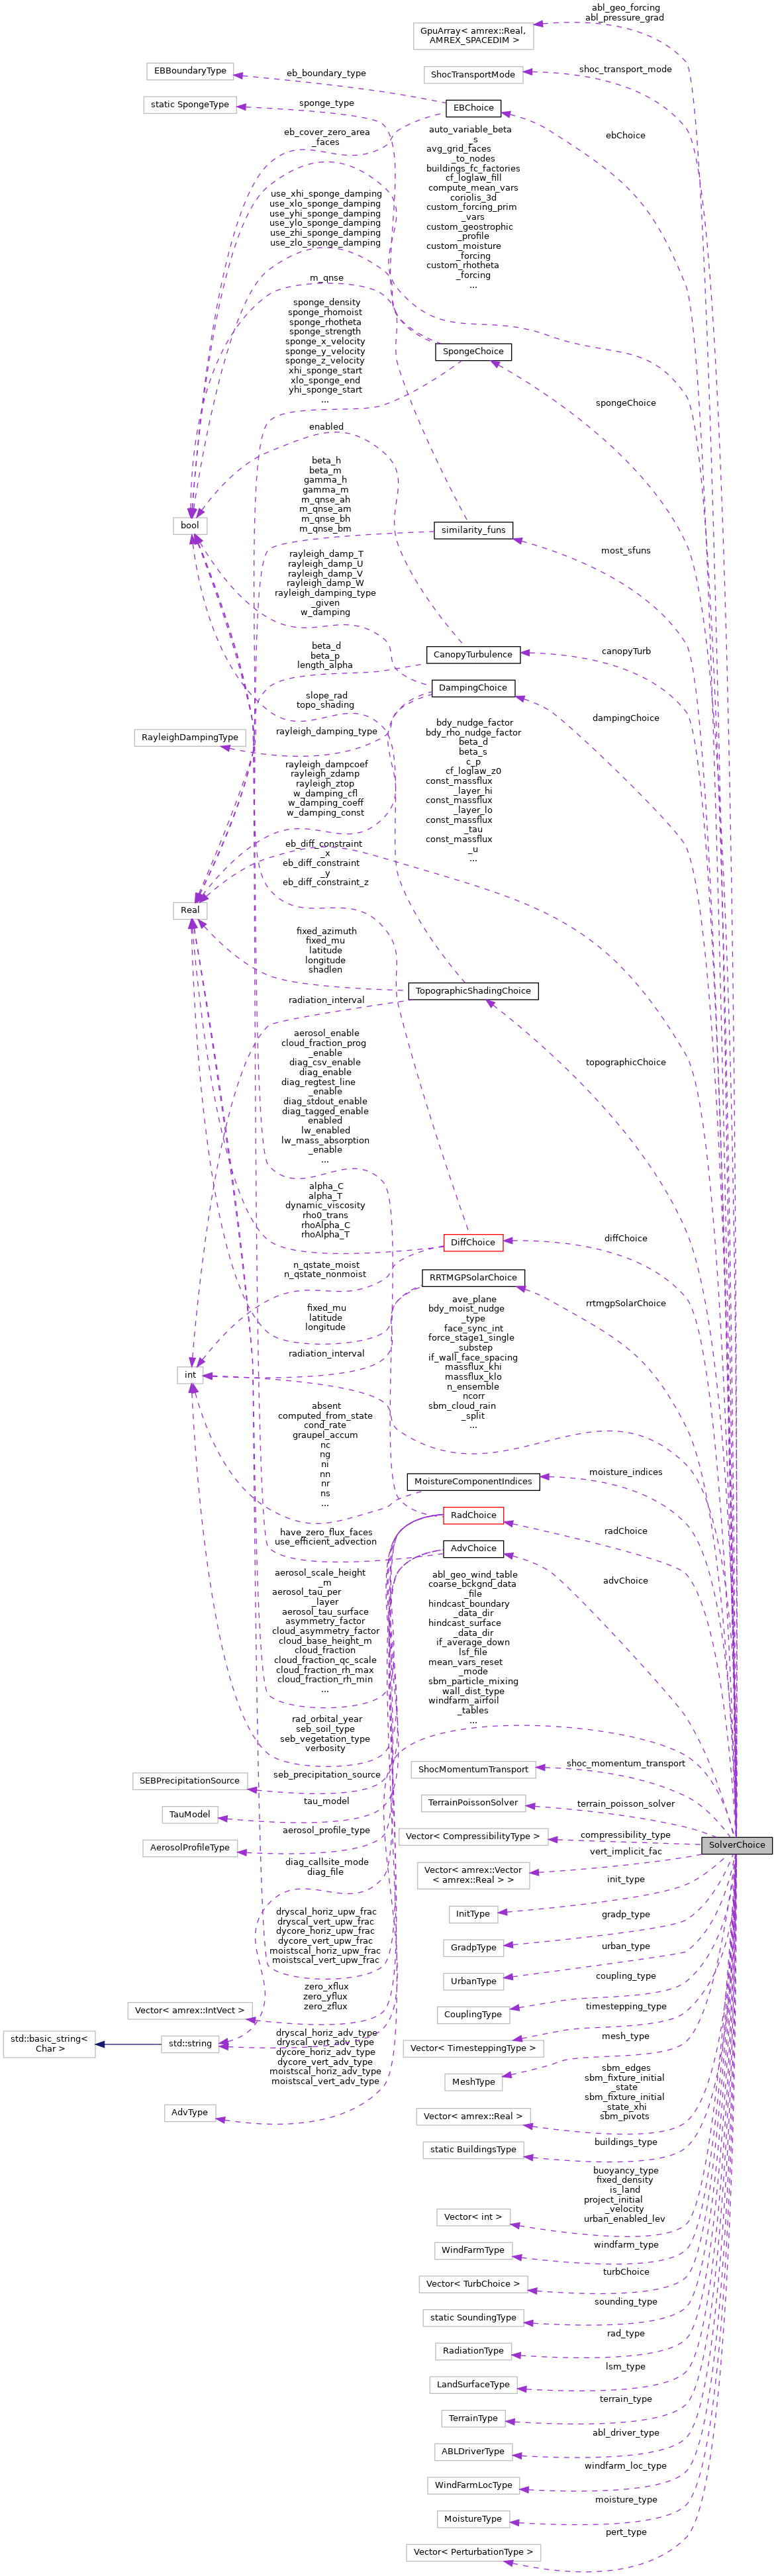 abl_geo_forcing
abl_pressure_grad
GpuArray< amrex::Real,
AMREX_SPACEDIM >
EBBoundaryType
eb_boundary_type
ShocTransportMode
shoc_transport_mode
static SpongeType
sponge_type
EBChoice
ebChoice
eb_cover_zero_area
_faces
auto_variable_beta
_s
avg_grid_faces
_to_nodes
buildings_fc_factories
cf_loglaw_fill
compute_mean_vars
coriolis_3d
custom_forcing_prim
_vars
custom_geostrophic
_profile
custom_moisture
_forcing
custom_rhotheta
_forcing
...
use_xhi_sponge_damping
use_xlo_sponge_damping
use_yhi_sponge_damping
use_ylo_sponge_damping
use_zhi_sponge_damping
use_zlo_sponge_damping
m_qnse
sponge_density
sponge_rhomoist
sponge_rhotheta
sponge_strength
sponge_x_velocity
sponge_y_velocity
sponge_z_velocity
xhi_sponge_start
xlo_sponge_end
yhi_sponge_start
...
SpongeChoice
spongeChoice
enabled
beta_h
beta_m
gamma_h
gamma_m
m_qnse_ah
m_qnse_am
m_qnse_bh
m_qnse_bm
bool
similarity_funs
most_sfuns
rayleigh_damp_T
rayleigh_damp_U
rayleigh_damp_V
rayleigh_damp_W
rayleigh_damping_type
_given
w_damping
CanopyTurbulence
canopyTurb
beta_d
beta_p
length_alpha
DampingChoice
dampingChoice
slope_rad
topo_shading
RayleighDampingType
rayleigh_damping_type
bdy_nudge_factor
bdy_rho_nudge_factor
beta_d
beta_s
c_p
cf_loglaw_z0
const_massflux
_layer_hi
const_massflux
_layer_lo
const_massflux
_tau
const_massflux
_u
...
rayleigh_dampcoef
rayleigh_zdamp
rayleigh_ztop
w_damping_cfl
w_damping_coeff
w_damping_const
eb_diff_constraint
_x
eb_diff_constraint
_y
eb_diff_constraint_z
Real
fixed_azimuth
fixed_mu
latitude
longitude
shadlen
TopographicShadingChoice
topographicChoice
radiation_interval
aerosol_enable
cloud_fraction_prog
_enable
diag_csv_enable
diag_enable
diag_regtest_line
_enable
diag_stdout_enable
diag_tagged_enable
enabled
lw_enabled
lw_mass_absorption
_enable
...
alpha_C
alpha_T
dynamic_viscosity
rho0_trans
rhoAlpha_C
rhoAlpha_T
DiffChoice
diffChoice
n_qstate_moist
n_qstate_nonmoist
RRTMGPSolarChoice
rrtmgpSolarChoice
fixed_mu
latitude
longitude
ave_plane
bdy_moist_nudge
_type
face_sync_int
force_stage1_single
_substep
if_wall_face_spacing
massflux_khi
massflux_klo
n_ensemble
ncorr
sbm_cloud_rain
_split
...
radiation_interval
int
absent
computed_from_state
cond_rate
graupel_accum
nc
ng
ni
nn
nr
ns
...
MoistureComponentIndices
moisture_indices
RadChoice
radChoice
have_zero_flux_faces
use_efficient_advection
AdvChoice
advChoice
aerosol_scale_height
_m
aerosol_tau_per
_layer
aerosol_tau_surface
asymmetry_factor
cloud_asymmetry_factor
cloud_base_height_m
cloud_fraction
cloud_fraction_qc_scale
cloud_fraction_rh_max
cloud_fraction_rh_min
...
abl_geo_wind_table
coarse_bckgnd_data
_file
hindcast_boundary
_data_dir
hindcast_surface
_data_dir
if_average_down
lsf_file
mean_vars_reset
_mode
sbm_particle_mixing
wall_dist_type
windfarm_airfoil
_tables
...
rad_orbital_year
seb_soil_type
seb_vegetation_type
verbosity
SEBPrecipitationSource
seb_precipitation_source
ShocMomentumTransport
shoc_momentum_transport
TauModel
tau_model
TerrainPoissonSolver
terrain_poisson_solver
AerosolProfileType
aerosol_profile_type
Vector< CompressibilityType >
compressibility_type
SolverChoice
vert_implicit_fac
Vector< amrex::Vector
< amrex::Real > >
diag_callsite_mode
diag_file
init_type
InitType
dryscal_horiz_upw_frac
dryscal_vert_upw_frac
dycore_horiz_upw_frac
dycore_vert_upw_frac
moistscal_horiz_upw_frac
moistscal_vert_upw_frac
gradp_type
GradpType
urban_type
UrbanType
coupling_type
CouplingType
zero_xflux
zero_yflux
zero_zflux
Vector< amrex::IntVect >
timestepping_type
Vector< TimesteppingType >
std::basic_string<
Char >
std::string
dryscal_horiz_adv_type
dryscal_vert_adv_type
dycore_horiz_adv_type
dycore_vert_adv_type
moistscal_horiz_adv_type
moistscal_vert_adv_type
mesh_type
MeshType
AdvType
sbm_edges
sbm_fixture_initial
_state
sbm_fixture_initial
_state_xhi
sbm_pivots
Vector< amrex::Real >
static BuildingsType
buildings_type
buoyancy_type
fixed_density
is_land
project_initial
_velocity
urban_enabled_lev
Vector< int >
WindFarmType
windfarm_type
Vector< TurbChoice >
turbChoice
static SoundingType
sounding_type
RadiationType
rad_type
LandSurfaceType
lsm_type
TerrainType
terrain_type
ABLDriverType
abl_driver_type
WindFarmLocType
windfarm_loc_type
MoistureType
moisture_type
Vector< PerturbationType >
pert_type